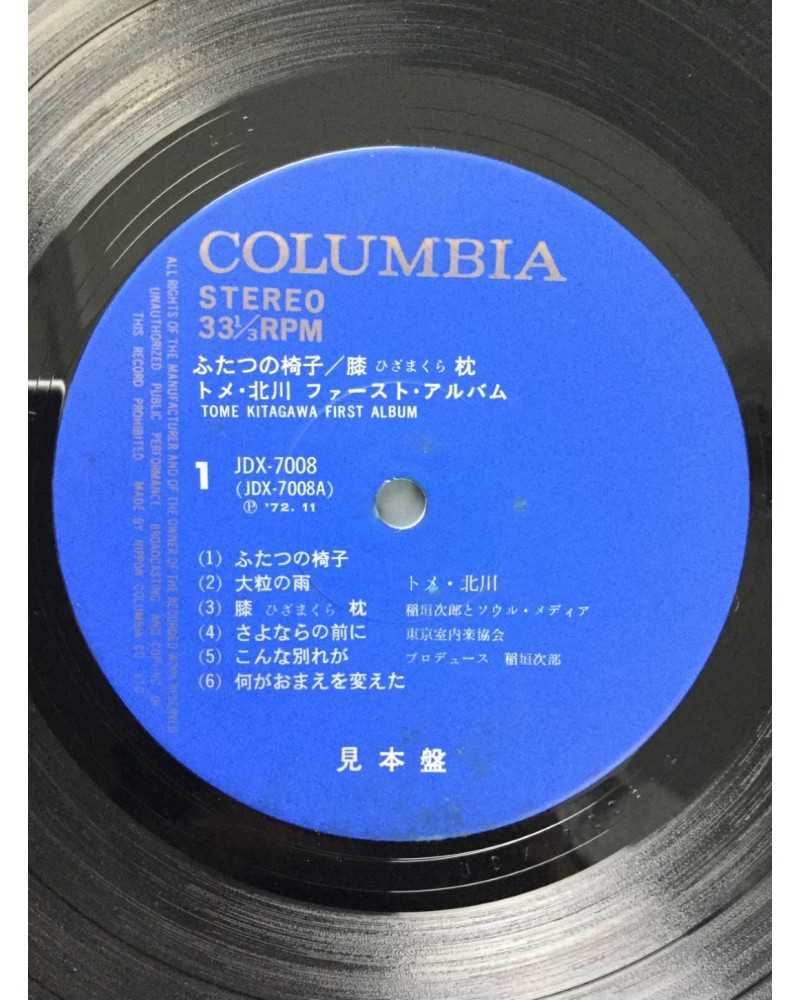 COLUMBIA
STEREO
33⅓RPM
ふたつの椅子／膝 ひざまくら 枕
トメ・北川 ファースト・アルバム
TOME KITAGAWA FIRST ALBUM
1
JDX-7008
(JDX-7008A)
Ⓟ '72. 11
(1) ふたつの椅子
(2) 大粒の雨
(3) 膝 ひざまくら 枕
(4) さよならの前に
(5) こんな別れが
(6) 何がおまえを変えた
トメ・北川
稲垣次郎とソウル・メディア
東京室内楽協会
プロデュース 稲垣次郎
見本盤
ALL RIGHTS OF THE MANUFACTURER AND OF THE OWNER OF THE RECORDED WORK RESERVED
UNAUTHORIZED PUBLIC PERFORMANCE, BROADCASTING, AND COPYING OF
THIS RECORD PROHIBITED. MADE BY NIPPON COLUMBIA CO., LTD.